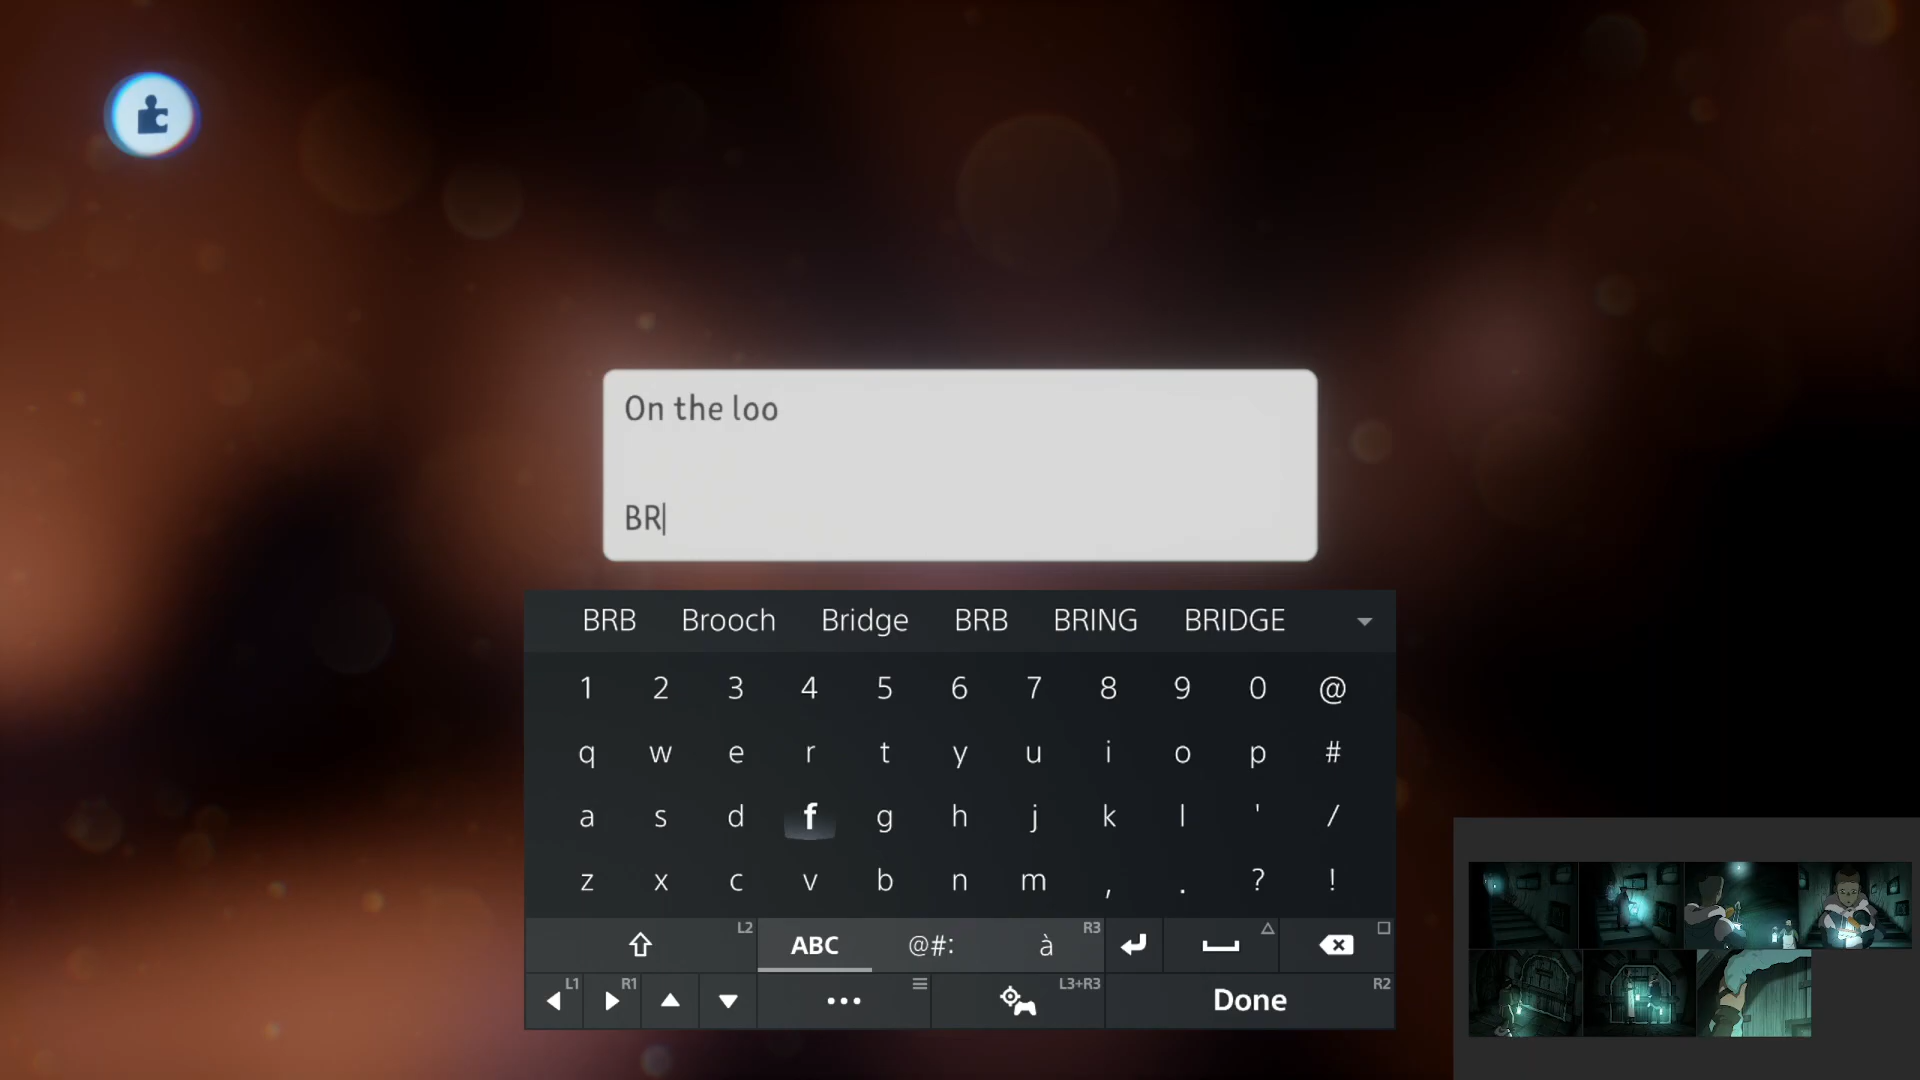 On the loo
BR
BRB Brooch Bridge BRB BRING BRIDGE
1 2 3 4 5 6 7 8 9 0 @
q w e r t y u i o p #
a s d f g h j k l ' /
z x c v b n m , . ? !
L2 ABC @#: à R3
L1 R1 ... L3+R3 Done R2